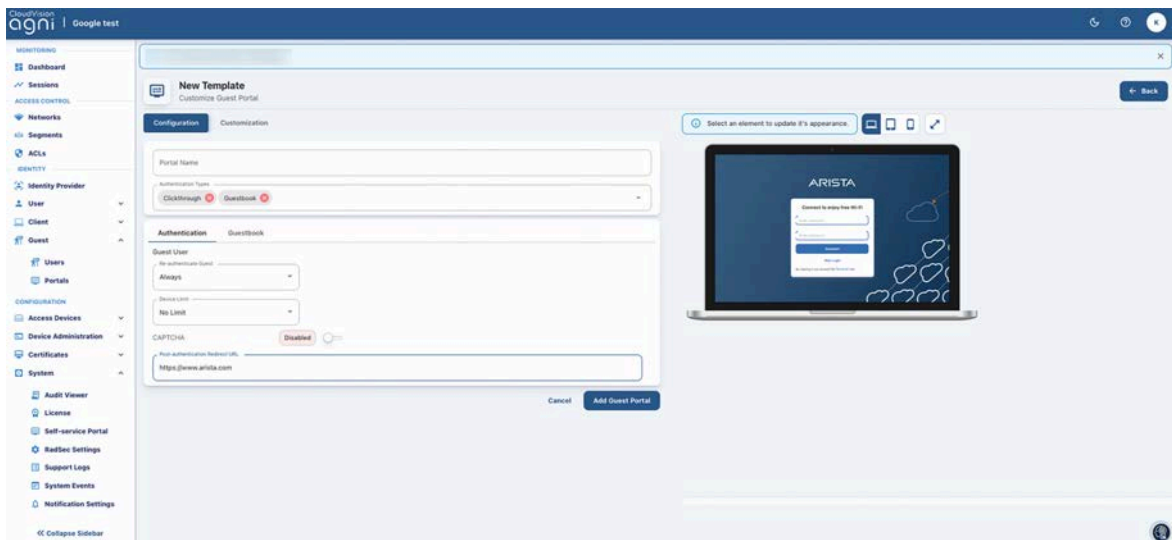 CloudVision
agni | Google test
K
MONITORING
Dashboard
Sessions
ACCESS CONTROL
Networks
Segments
ACLs
IDENTITY
Identity Provider
User
Client
Guest
Users
Portals
CONFIGURATION
Access Devices
Device Administration
Certificates
System
Audit Viewer
License
Self-service Portal
RadSec Settings
Support Logs
System Events
Notification Settings
Collapse Sidebar
New Template
Customize Guest Portal
Back
Configuration Customization
Portal Name
Authentication Types
Clickthrough Guestbook
Authentication Guestbook
Guest User
Re-authenticate Guest
Always
Device Limit
No Limit
CAPTCHA Disabled
Post-authentication Redirect URL
https://www.arista.com
Cancel Add Guest Portal
Select an element to update it's appearance.
ARISTA
Connect to enjoy free Wi-Fi